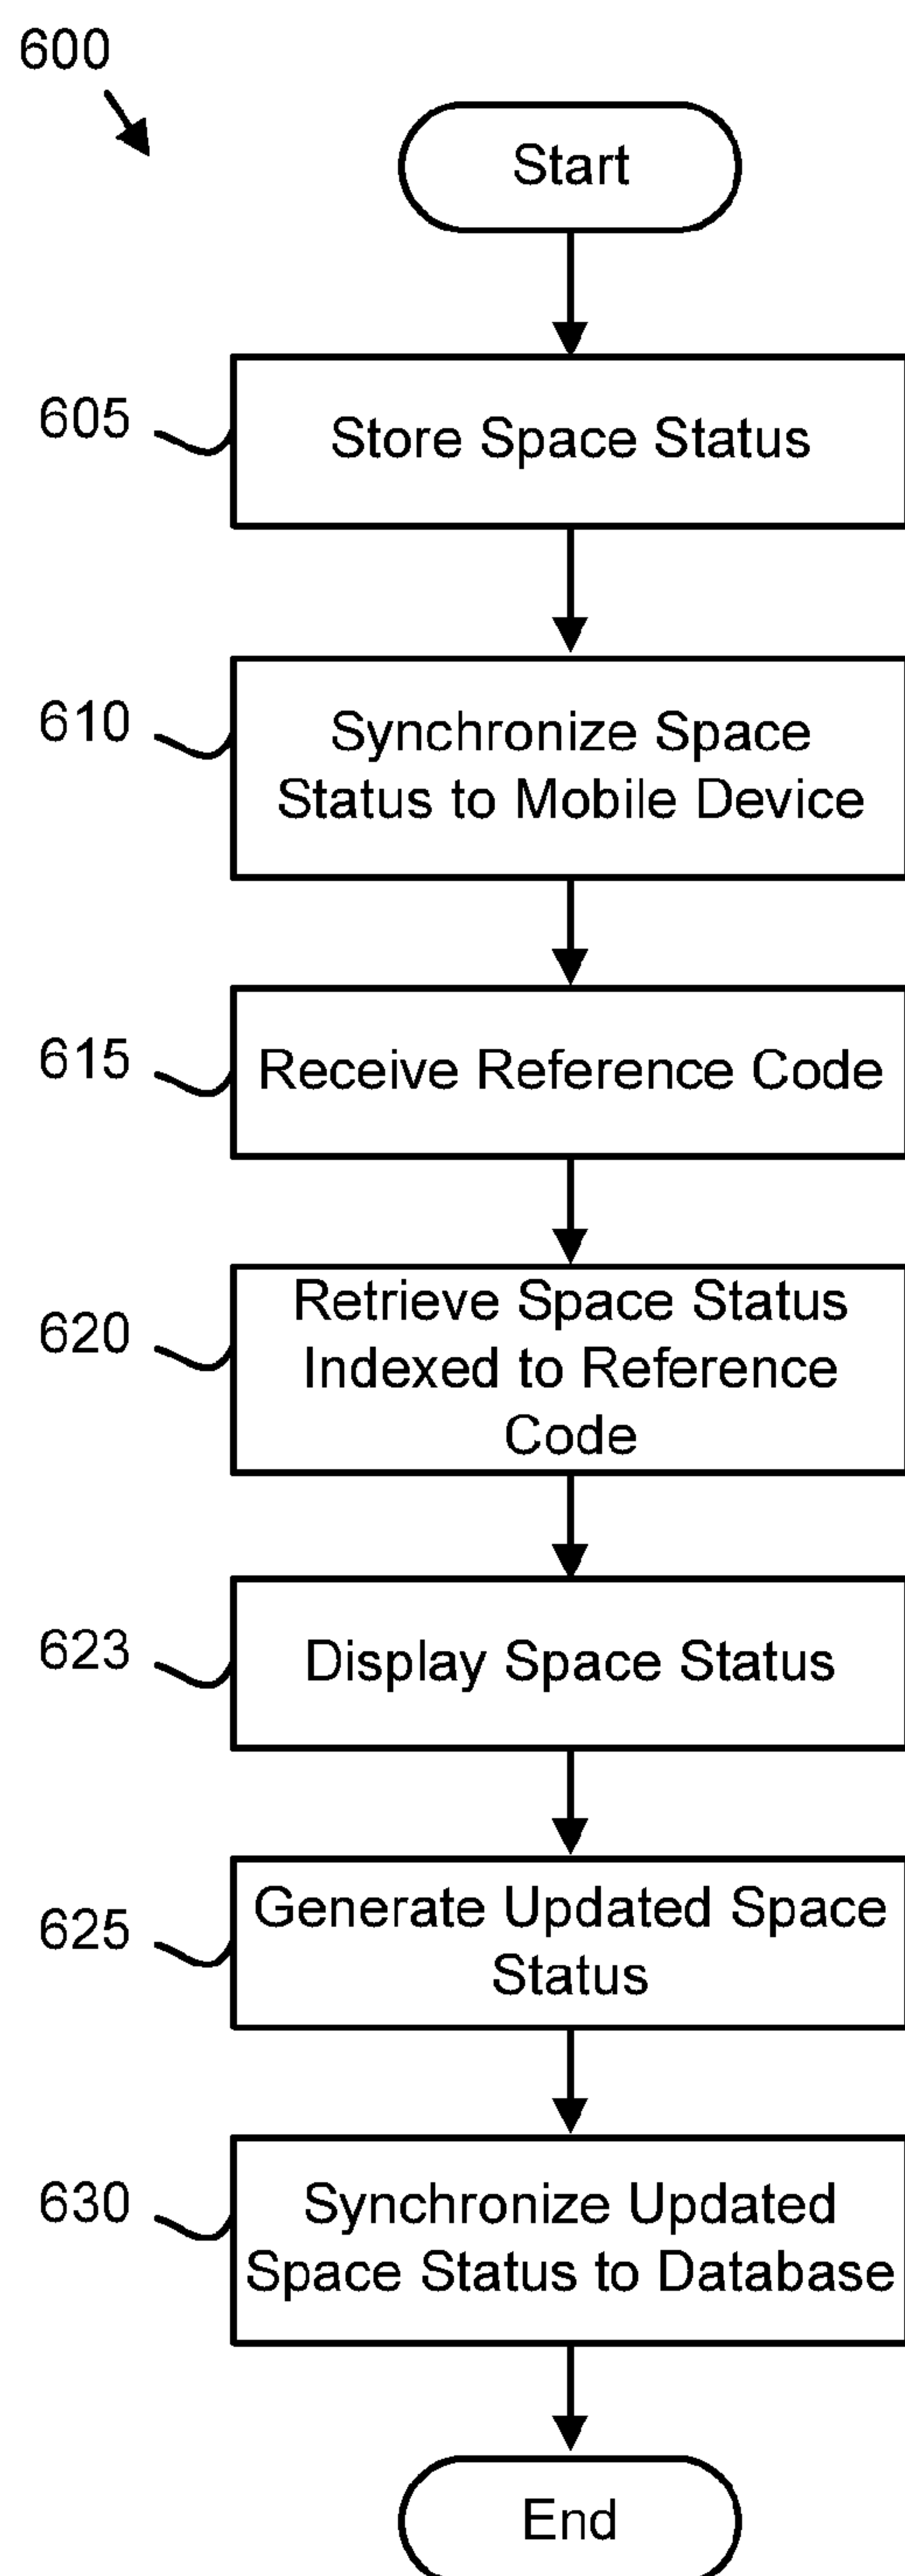 600
Start
605
Store Space Status
610
Synchronize Space
Status to Mobile Device
615
Receive Reference Code
620
Retrieve Space Status
Indexed to Reference
Code
623
Display Space Status
625
Generate Updated Space
Status
630
Synchronize Updated
Space Status to Database
End